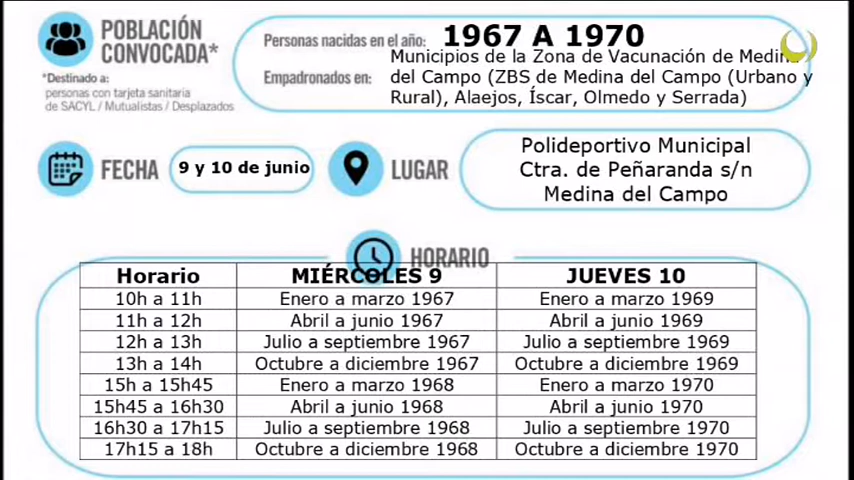 POBLACIÓN
CONVOCADA*
*Destinado a:
personas con tarjeta sanitaria
de SACYL / Mutualistas / Desplazados
Personas nacidas en el año: 1967 A 1970
Empadronados en:
Municipios de la Zona de Vacunación de Medina
del Campo (ZBS de Medina del Campo (Urbano y
Rural), Alaejos, Íscar, Olmedo y Serrada)
FECHA
9 y 10 de junio
LUGAR
Polideportivo Municipal
Ctra. de Peñaranda s/n
Medina del Campo
HORARIO
Horario MIÉRCOLES 9 JUEVES 10
10h a 11h Enero a marzo 1967 Enero a marzo 1969
11h a 12h Abril a junio 1967 Abril a junio 1969
12h a 13h Julio a septiembre 1967 Julio a septiembre 1969
13h a 14h Octubre a diciembre 1967 Octubre a diciembre 1969
15h a 15h45 Enero a marzo 1968 Enero a marzo 1970
15h45 a 16h30 Abril a junio 1968 Abril a junio 1970
16h30 a 17h15 Julio a septiembre 1968 Julio a septiembre 1970
17h15 a 18h Octubre a diciembre 1968 Octubre a diciembre 1970